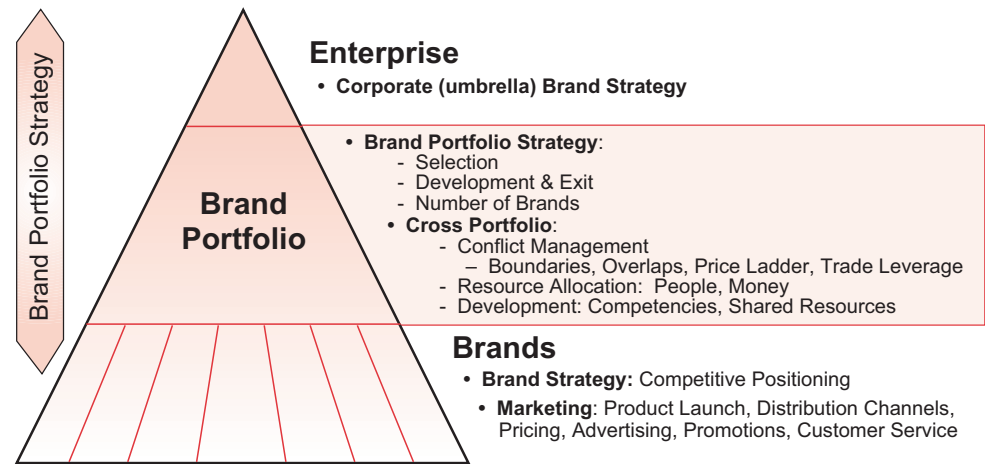 Brand Portfolio Strategy
Enterprise
• Corporate (umbrella) Brand Strategy
Brand
Portfolio
• Brand Portfolio Strategy:
- Selection
- Development & Exit
- Number of Brands
• Cross Portfolio:
- Conflict Management
– Boundaries, Overlaps, Price Ladder, Trade Leverage
- Resource Allocation: People, Money
- Development: Competencies, Shared Resources
Brands
• Brand Strategy: Competitive Positioning
• Marketing: Product Launch, Distribution Channels,
Pricing, Advertising, Promotions, Customer Service